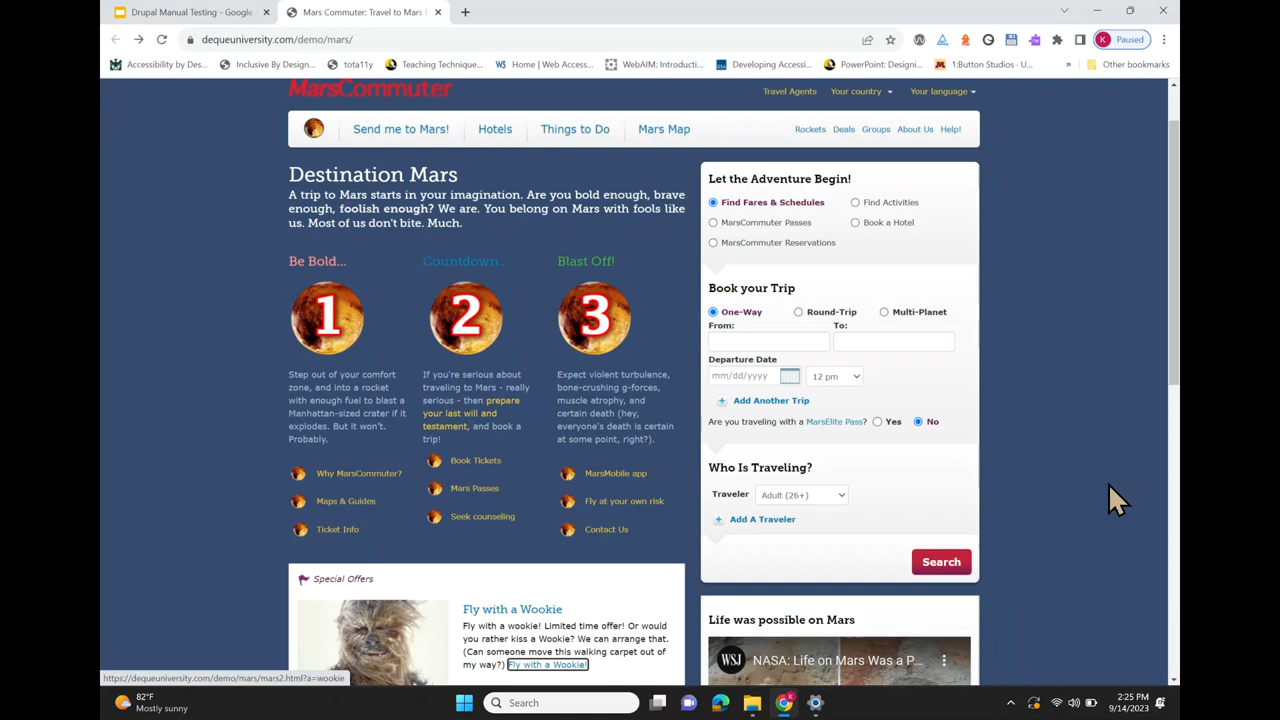 Drupal Manual Testing - Google
Mars Commuter: Travel to Mars f
dequeuniversity.com/demo/mars/
K Paused
Accessibility by Des...
Inclusive By Design...
tota11y
Teaching Technique...
Home | Web Access...
WebAIM: Introducti...
Developing Accessi...
PowerPoint: Designi...
1:Button Studios - U...
»
Other bookmarks
MarsCommuter
Travel Agents Your country Your language
Send me to Mars! Hotels Things to Do Mars Map Rockets Deals Groups About Us Help!
Destination Mars
A trip to Mars starts in your imagination. Are you bold enough, brave
enough, foolish enough? We are. You belong on Mars with fools like
us. Most of us don't bite. Much.
Be Bold...
1
Step out of your comfort
zone, and into a rocket
with enough fuel to blast a
Manhattan-sized crater if it
explodes. But it won't.
Probably.
Why MarsCommuter?
Maps & Guides
Ticket Info
Countdown...
2
If you're serious about
traveling to Mars - really
serious - then prepare
your last will and
testament, and book a
trip!
Book Tickets
Mars Passes
Seek counseling
Blast Off!
3
Expect violent turbulence,
bone-crushing g-forces,
muscle atrophy, and
certain death (hey,
everyone's death is certain
at some point, right?).
MarsMobile app
Fly at your own risk
Contact Us
Special Offers
Fly with a Wookie
Fly with a wookie! Limited time offer! Or would
you rather kiss a Wookie? We can arrange that.
(Can someone move this walking carpet out of
my way?) Fly with a Wookie!
Let the Adventure Begin!
Find Fares & Schedules Find Activities
MarsCommuter Passes Book a Hotel
MarsCommuter Reservations
Book your Trip
One-Way Round-Trip Multi-Planet
From: To:
Departure Date
mm/dd/yyyy 12 pm
Add Another Trip
Are you traveling with a MarsElite Pass? Yes No
Who Is Traveling?
Traveler Adult (26+)
Add A Traveler
Search
Life was possible on Mars
WSJ NASA: Life on Mars Was a P...
https://dequeuniversity.com/demo/mars/mars2.html?a=wookie
82°F
Mostly sunny
Search
2:25 PM
9/14/2023